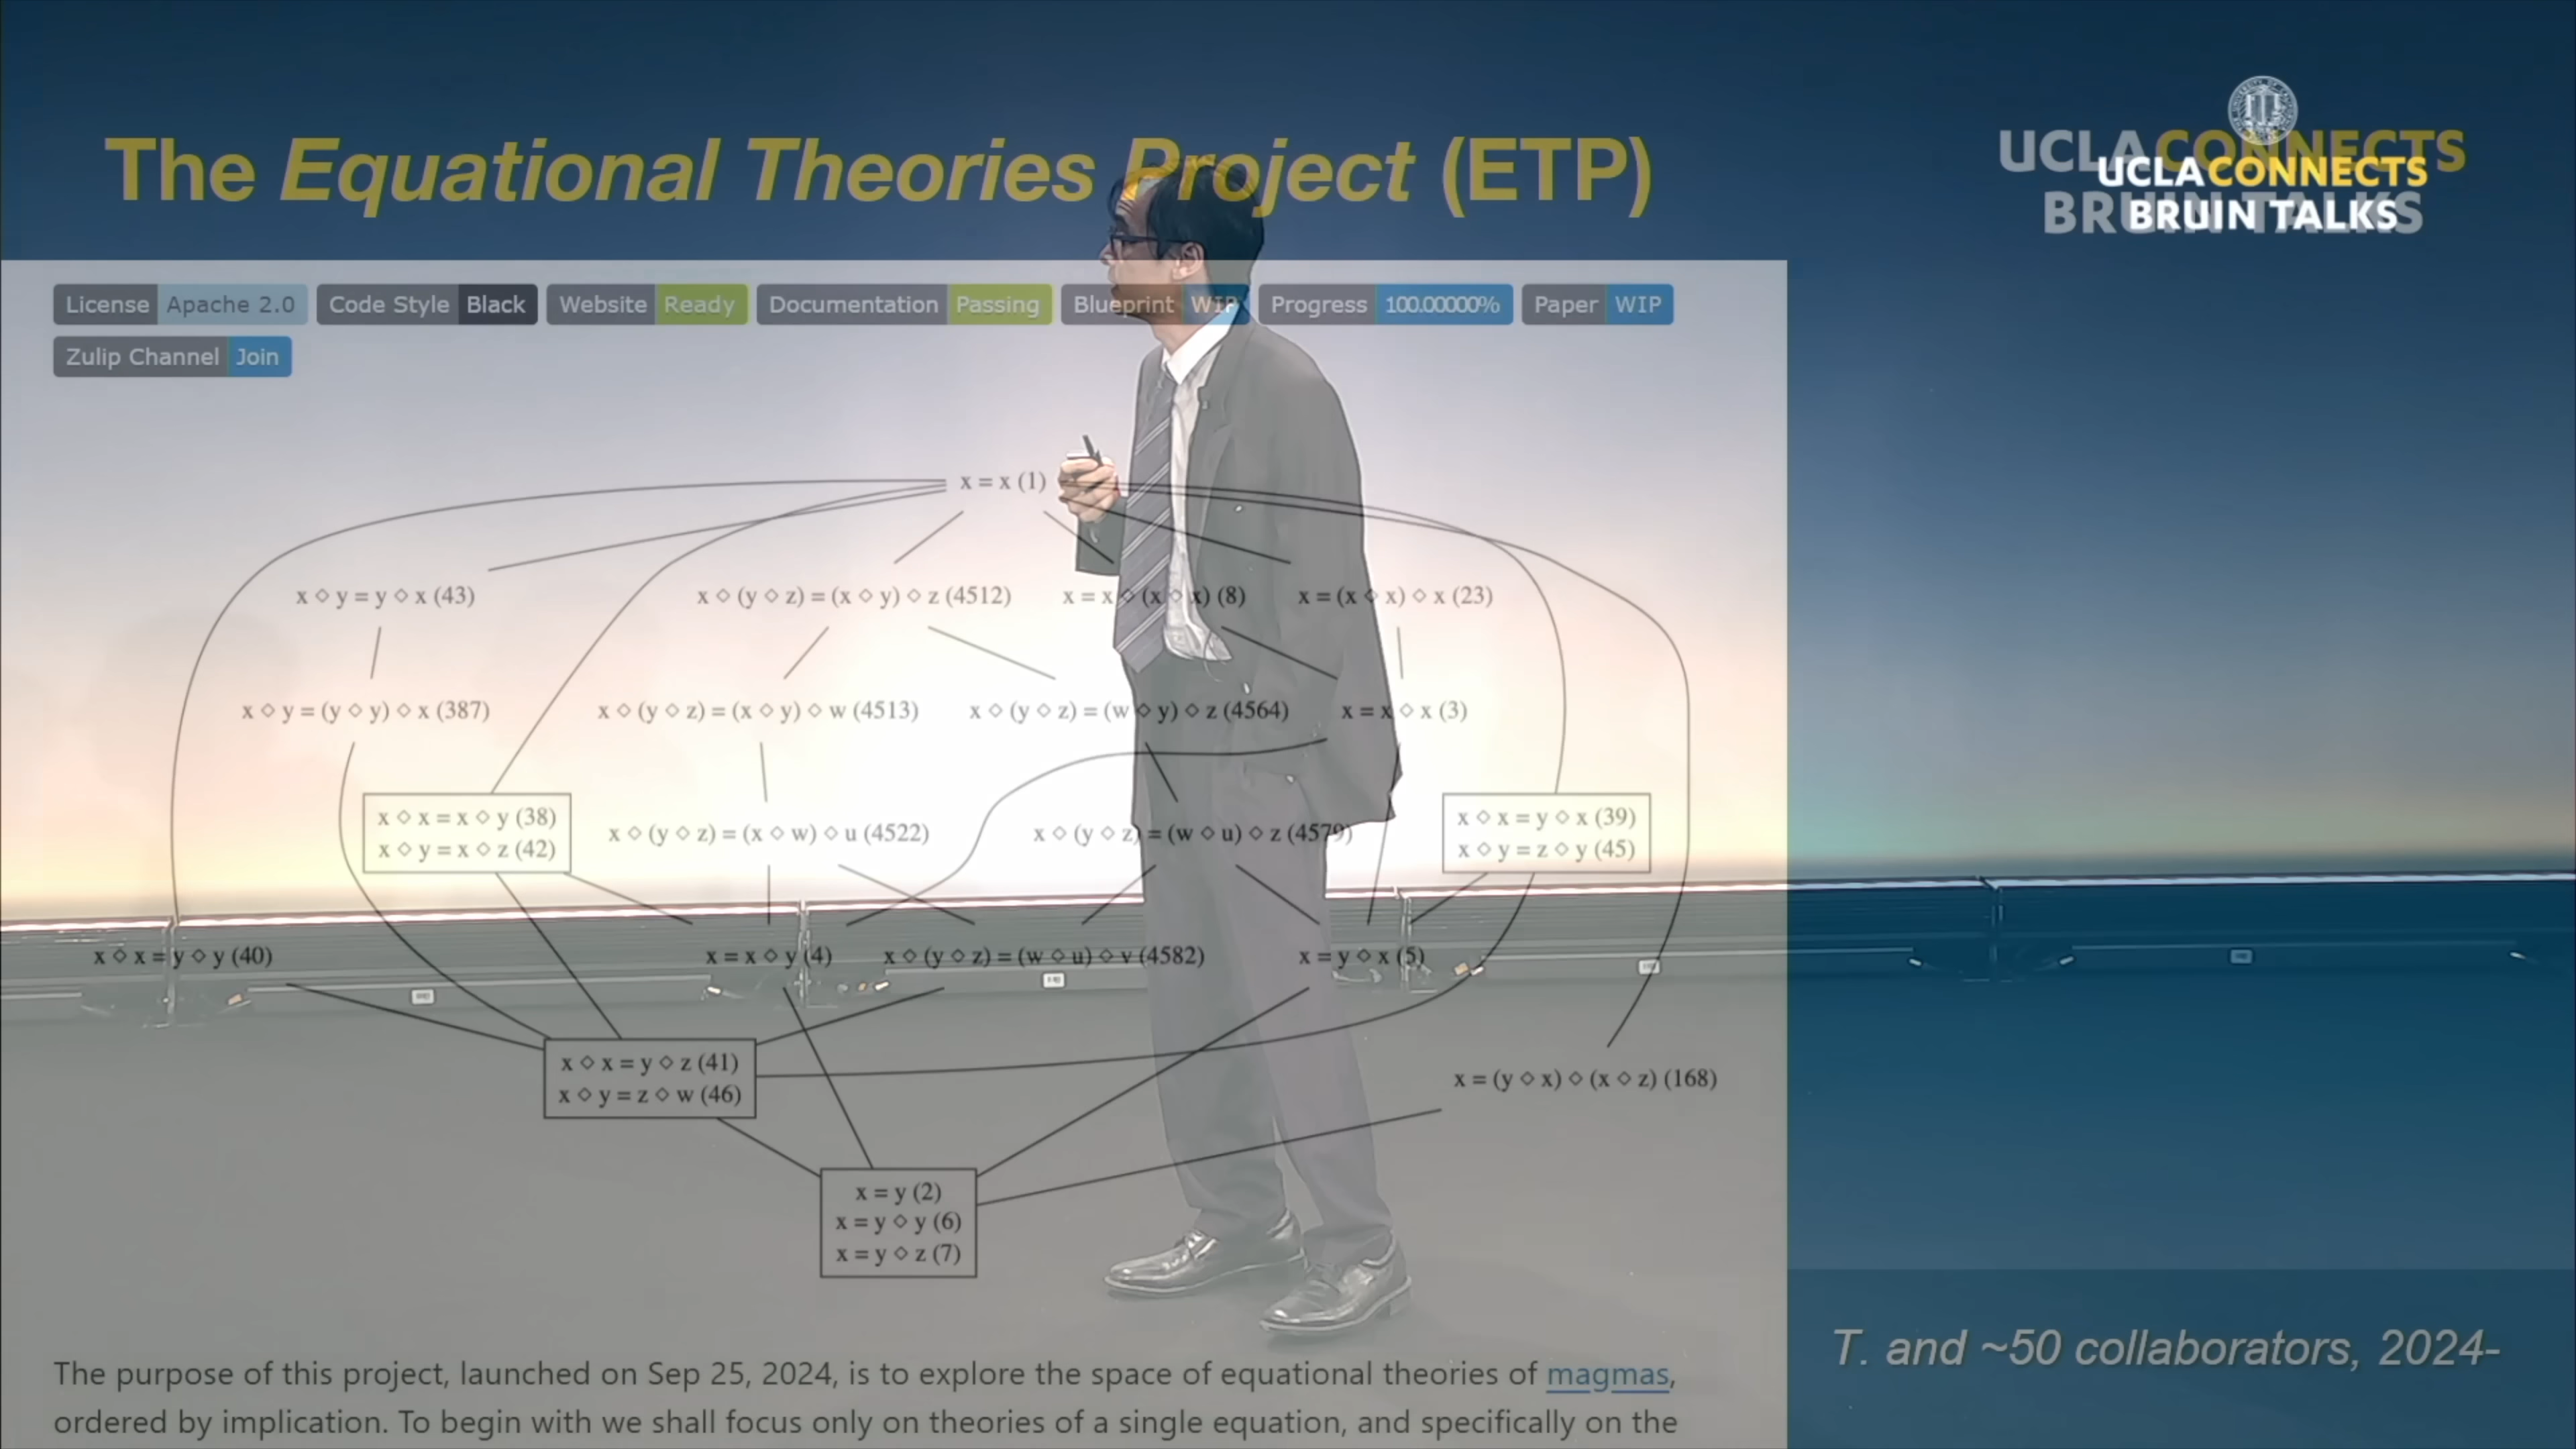 The Equational Theories Project (ETP)
UCLA CONNECTS
BRUIN TALKS
UCLA CONNECTS
BRUIN TALKS
License Apache 2.0 Code Style Black Website Ready Documentation Passing Blueprint WIP Progress 100.00000% Paper WIP
Zulip Channel Join
x = x (1)
x ◇ y = y ◇ x (43)
x ◇ (y ◇ z) = (x ◇ y) ◇ z (4512)
x = x ◇ (x ◇ x) (8)
x = (x ◇ x) ◇ x (23)
x ◇ y = (y ◇ y) ◇ x (387)
x ◇ (y ◇ z) = (x ◇ y) ◇ w (4513)
x ◇ (y ◇ z) = (w ◇ y) ◇ z (4564)
x = x ◇ x (3)
x ◇ x = x ◇ y (38)
x ◇ y = x ◇ z (42)
x ◇ (y ◇ z) = (x ◇ w) ◇ u (4522)
x ◇ (y ◇ z) = (w ◇ u) ◇ z (4579)
x ◇ x = y ◇ x (39)
x ◇ y = z ◇ y (45)
x ◇ x = y ◇ y (40)
x = x ◇ y (4)
x ◇ (y ◇ z) = (w ◇ u) ◇ v (4582)
x = y ◇ x (5)
x ◇ x = y ◇ z (41)
x ◇ y = z ◇ w (46)
x = (y ◇ x) ◇ (x ◇ z) (168)
x = y (2)
x = y ◇ y (6)
x = y ◇ z (7)
T. and ~50 collaborators, 2024-
The purpose of this project, launched on Sep 25, 2024, is to explore the space of equational theories of magmas,
ordered by implication. To begin with we shall focus only on theories of a single equation, and specifically on the